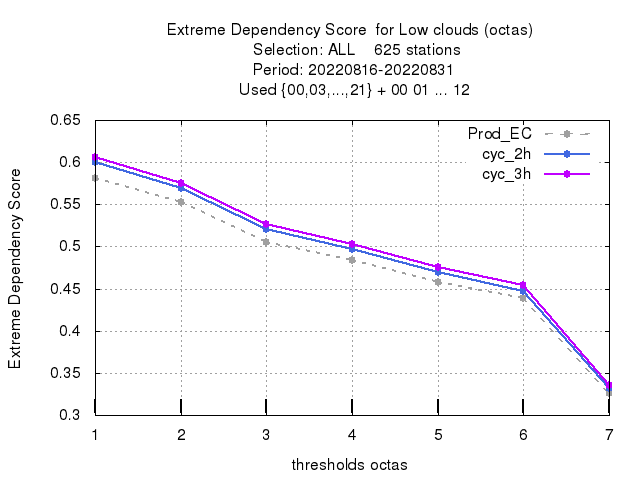 Extreme Dependency Score  for Low clouds (octas)
Selection: ALL    625 stations
Period: 20220816-20220831
Used {00,03,...,21} + 00 01 ... 12
Prod_EC
cyc_2h
cyc_3h
Extreme Dependency Score
0.65
0.6
0.55
0.5
0.45
0.4
0.35
0.3
1 2 3 4 5 6 7
thresholds octas